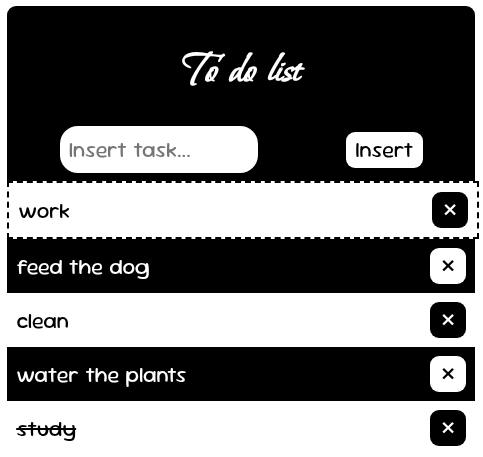 To do list
Insert task... Insert
work ×
feed the dog ×
clean ×
water the plants ×
study ×